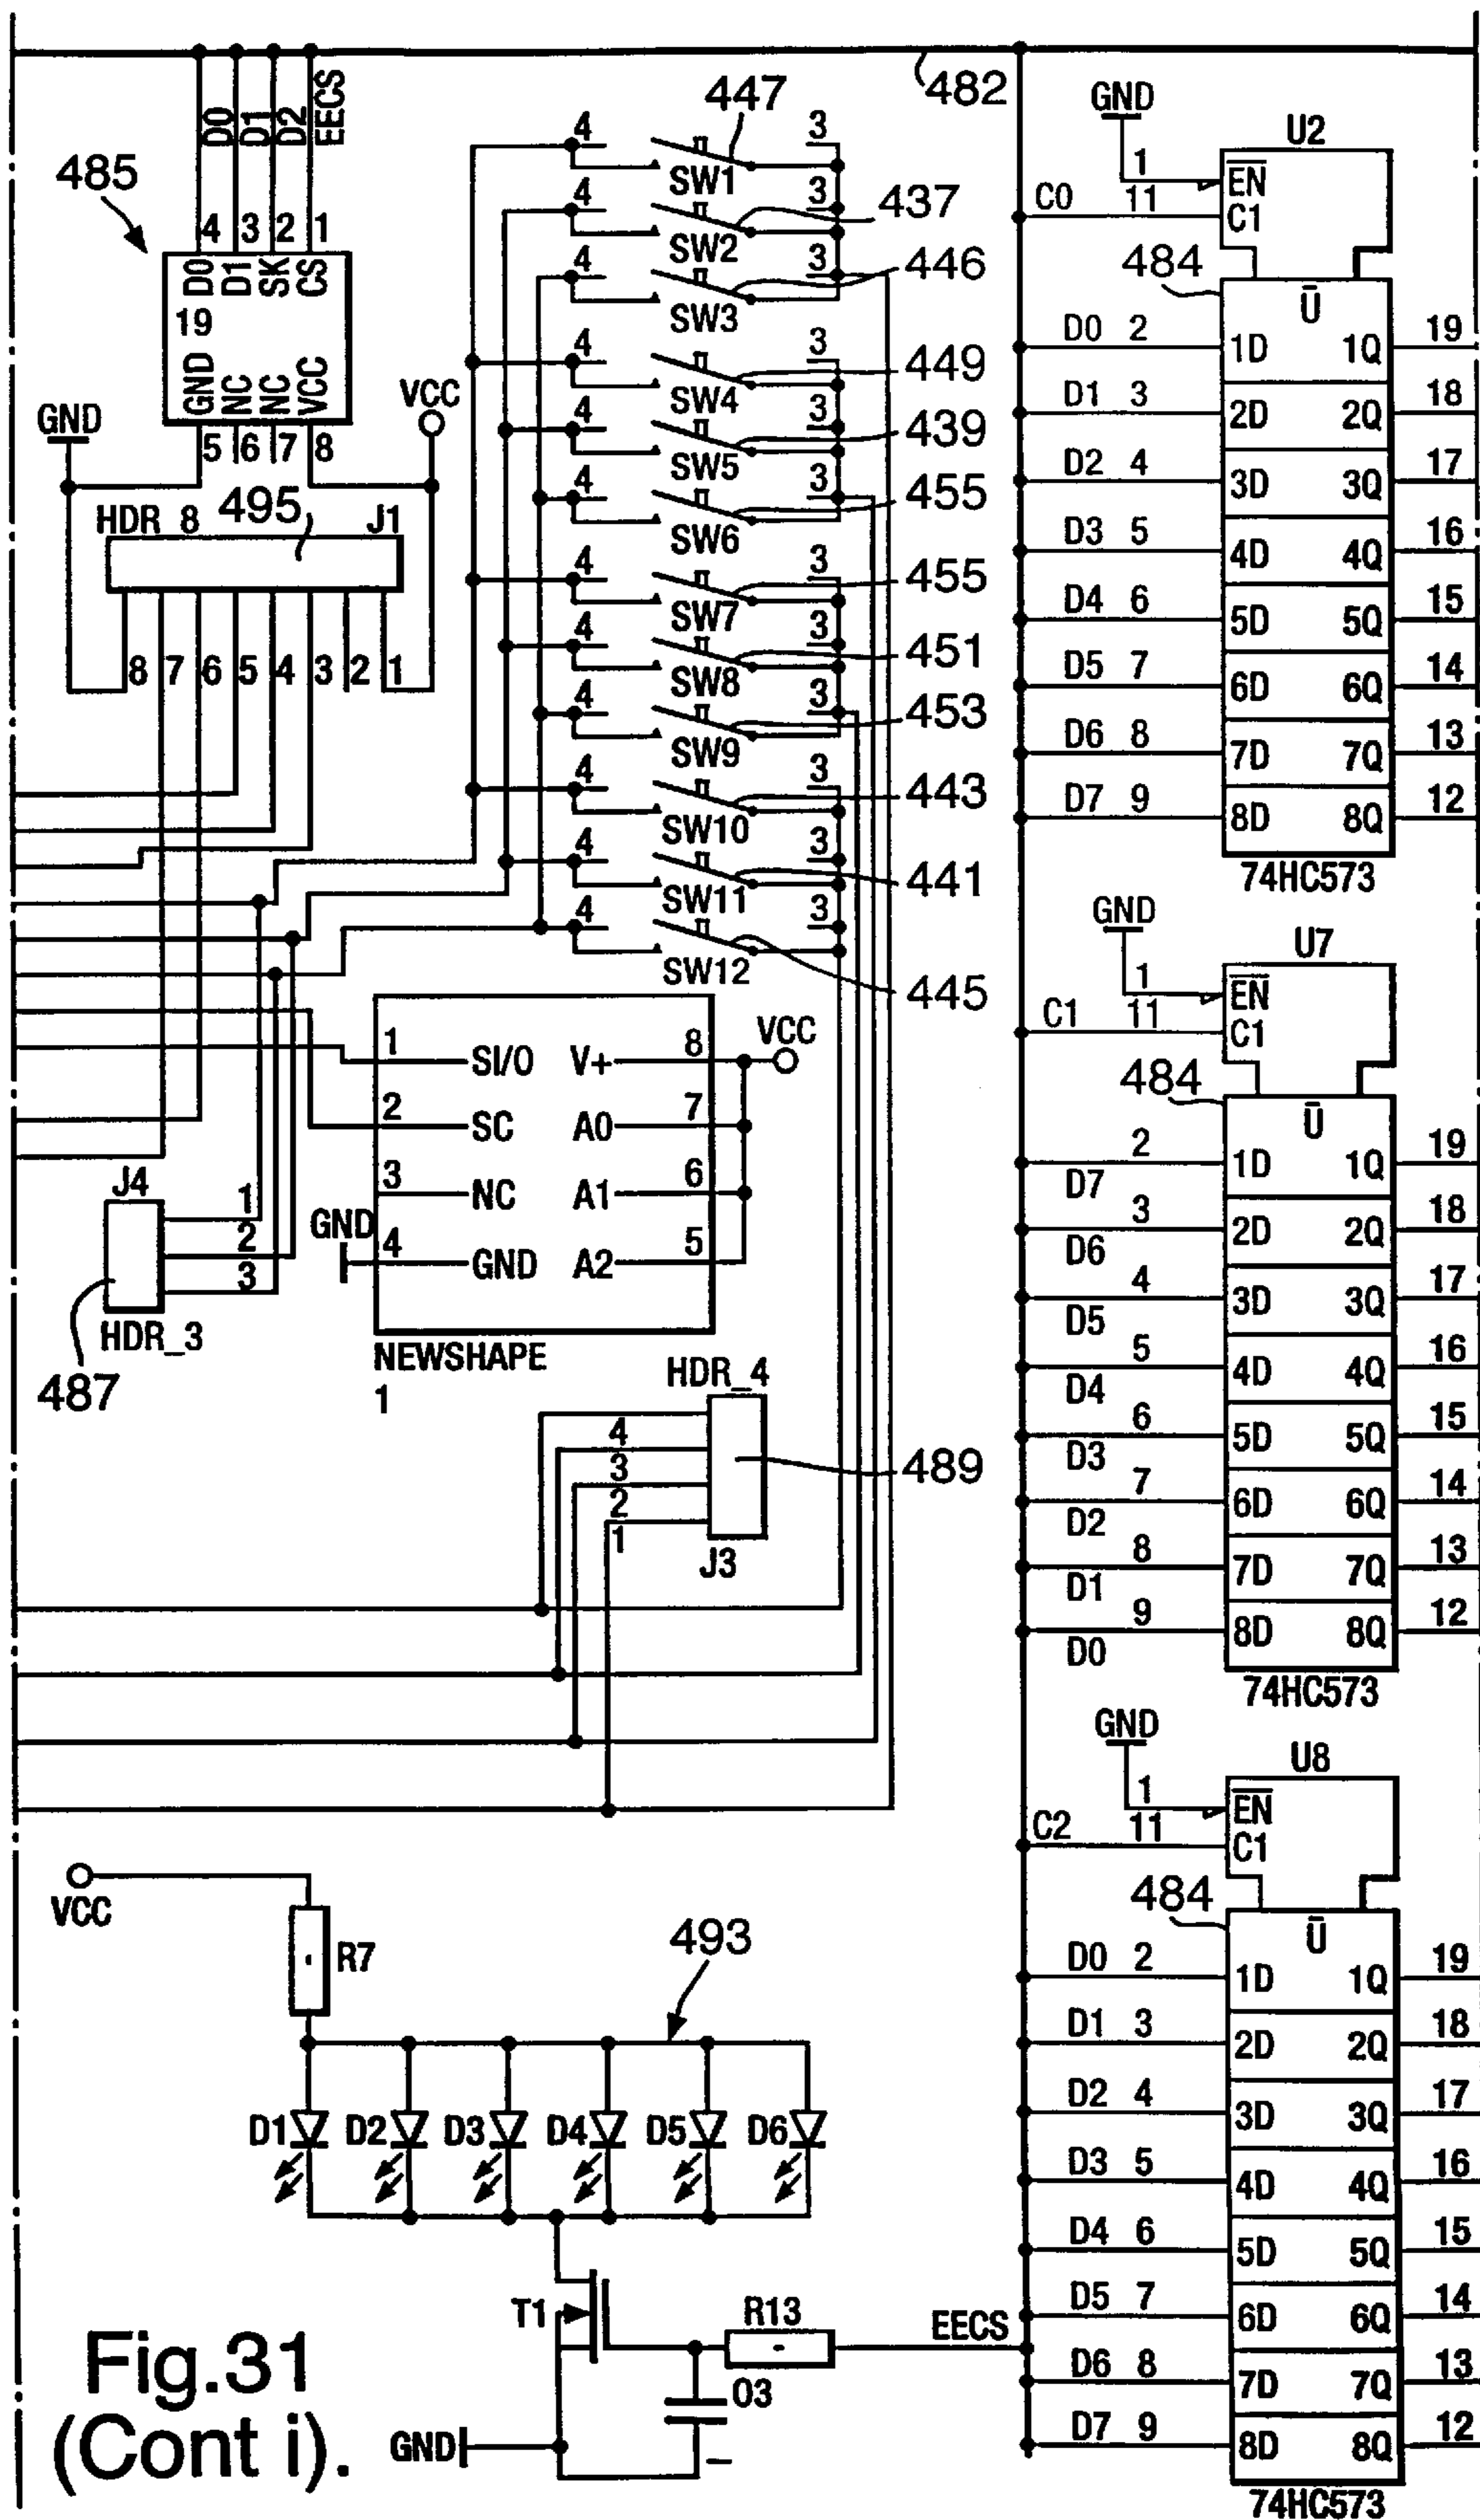 482
D0
D1
D2
EECS
485
4 3 2 1
D0 D1 SK CS
19
GND NC NC VCC
5 6 7 8
GND
VCC
HDR 8
495
J1
8 7 6 5 4 3 2 1
4 SW1 3 447
4 SW2 3 437
4 SW3 3 446
4 SW4 3 449
4 SW5 3 439
4 SW6 3 455
4 SW7 3 455
4 SW8 3 451
4 SW9 3 453
4 SW10 3 443
4 SW11 3 441
4 SW12 3 445
1 SI/O V+ 8
2 SC A0 7
3 NC A1 6
4 GND A2 5
VCC
GND
NEWSHAPE
1
J4
1
2
3
HDR_3
487
HDR_4
4
3
2
1
J3
489
VCC
R7
493
D1 D2 D3 D4 D5 D6
T1
R13
EECS
03
GND
Fig.31
(Cont i).
GND
U2
1 EN
C0 11 C1
484
U
D0 2 1D 1Q 19
D1 3 2D 2Q 18
D2 4 3D 3Q 17
D3 5 4D 4Q 16
D4 6 5D 5Q 15
D5 7 6D 6Q 14
D6 8 7D 7Q 13
D7 9 8D 8Q 12
74HC573
GND
U7
1 EN
C1 11 C1
484
U
D7 2 1D 1Q 19
D6 3 2D 2Q 18
D5 4 3D 3Q 17
D4 5 4D 4Q 16
D3 6 5D 5Q 15
D2 7 6D 6Q 14
D1 8 7D 7Q 13
D0 9 8D 8Q 12
74HC573
GND
U8
1 EN
C2 11 C1
484
U
D0 2 1D 1Q 19
D1 3 2D 2Q 18
D2 4 3D 3Q 17
D3 5 4D 4Q 16
D4 6 5D 5Q 15
D5 7 6D 6Q 14
D6 8 7D 7Q 13
D7 9 8D 8Q 12
74HC573